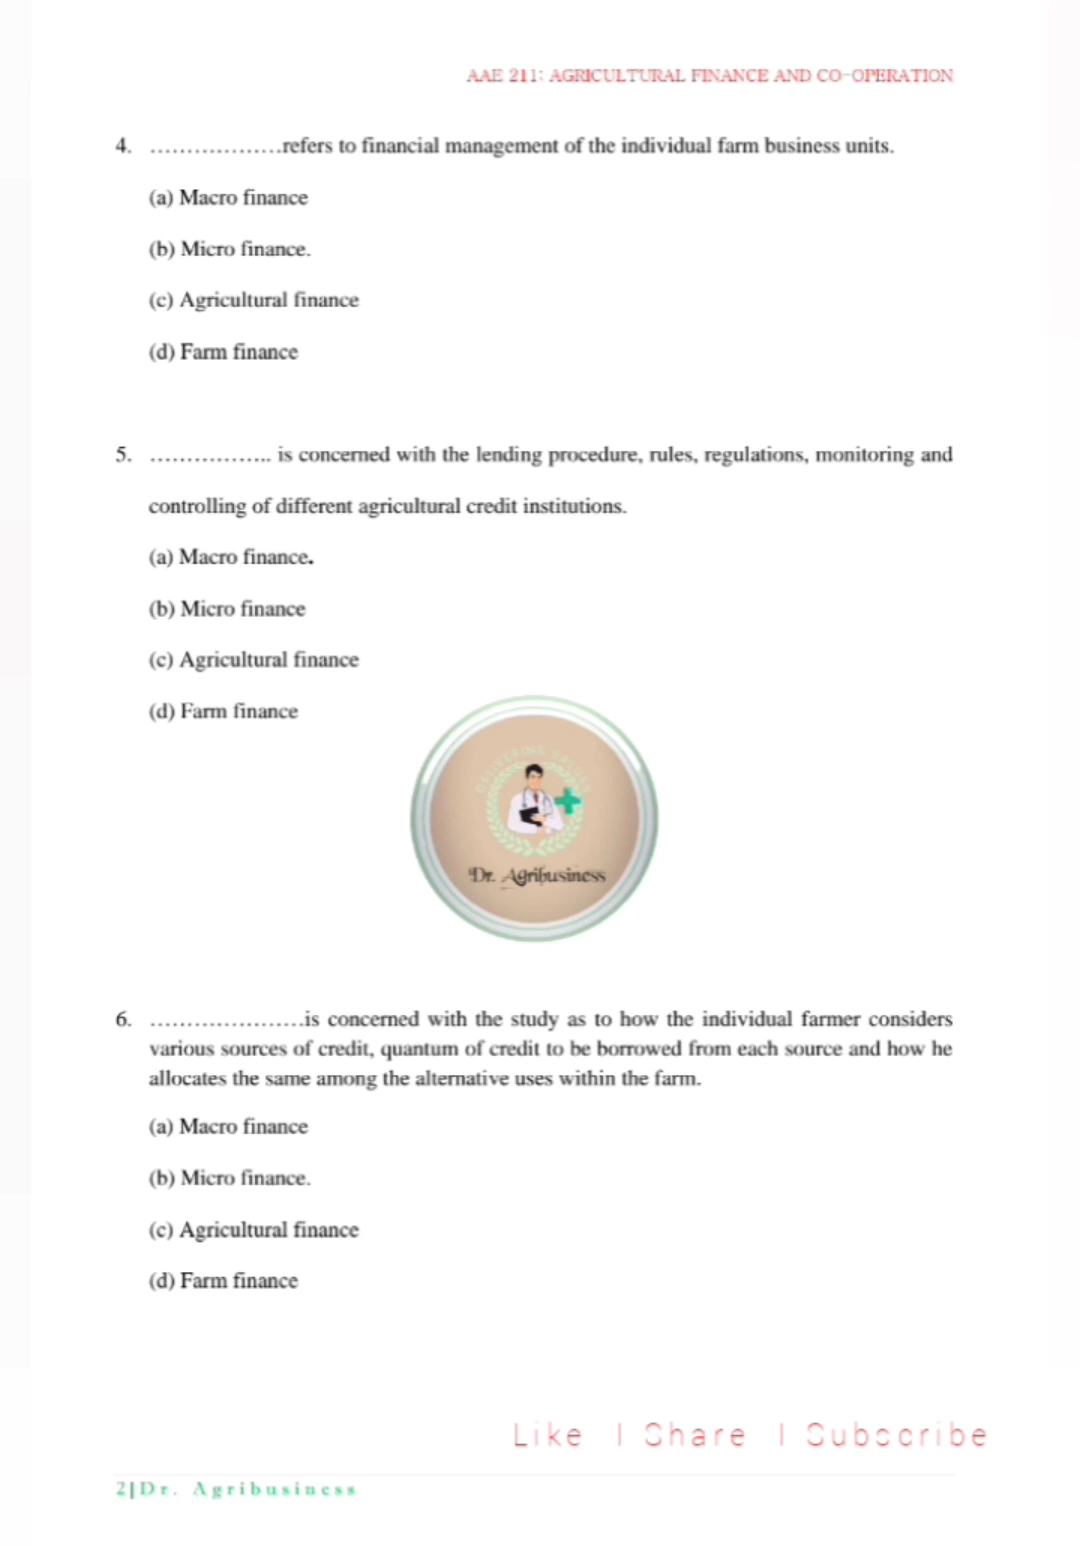 AAE 211: AGRICULTURAL FINANCE AND CO-OPERATION
4. ..................refers to financial management of the individual farm business units.
(a) Macro finance
(b) Micro finance.
(c) Agricultural finance
(d) Farm finance
5. ................. is concerned with the lending procedure, rules, regulations, monitoring and
controlling of different agricultural credit institutions.
(a) Macro finance.
(b) Micro finance
(c) Agricultural finance
(d) Farm finance
DELIVERING VALUES
Dr. Agribusiness
6. .....................is concerned with the study as to how the individual farmer considers
various sources of credit, quantum of credit to be borrowed from each source and how he
allocates the same among the alternative uses within the farm.
(a) Macro finance
(b) Micro finance.
(c) Agricultural finance
(d) Farm finance
Like | Share | Subscribe
2|Dr. Agribusiness